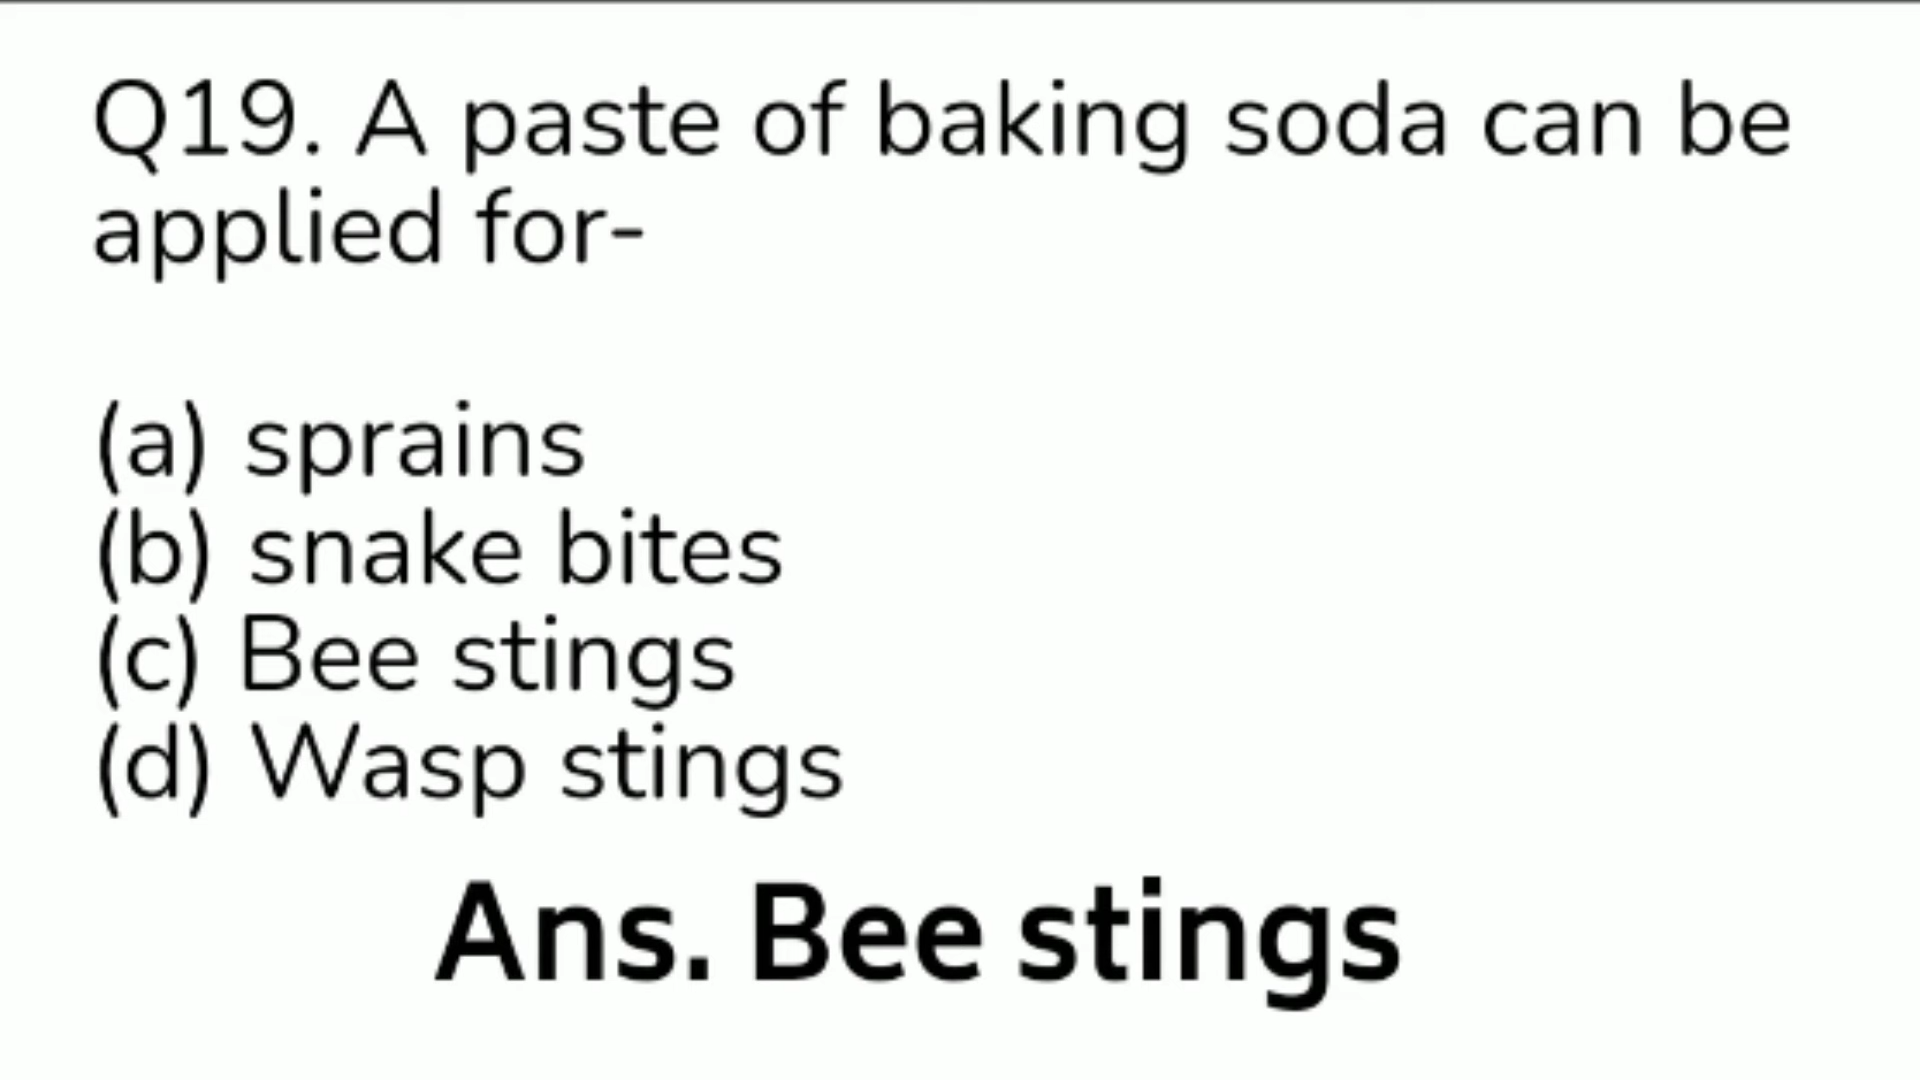 Q19. A paste of baking soda can be
applied for-
(a) sprains
(b) snake bites
(c) Bee stings
(d) Wasp stings
Ans. Bee stings